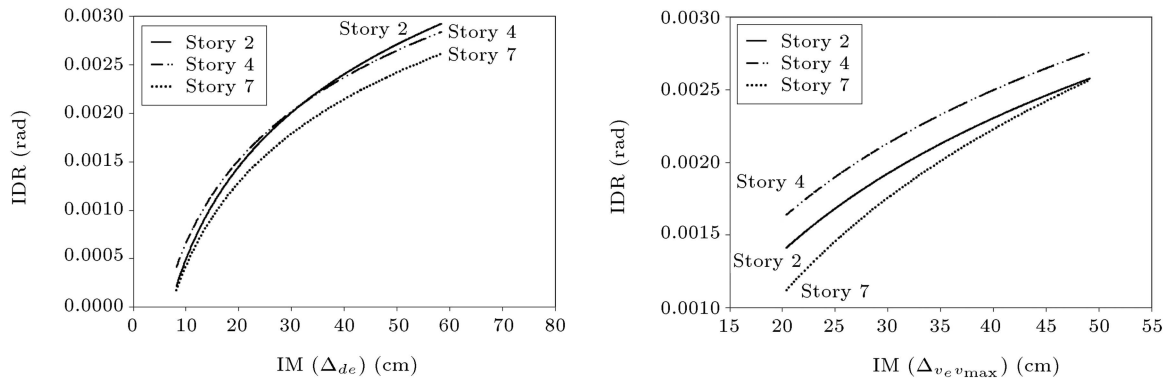 0.0030
0.0025
0.0020
0.0015
0.0010
0.0005
0.0000
IDR (rad)
Story 2
Story 4
Story 7
Story 2
Story 4
Story 7
0 10 20 30 40 50 60 70 80
IM (Δde) (cm)
0.0030
0.0025
0.0020
0.0015
0.0010
IDR (rad)
Story 2
Story 4
Story 7
Story 4
Story 2
Story 7
15 20 25 30 35 40 45 50 55
IM (Δve vmax) (cm)